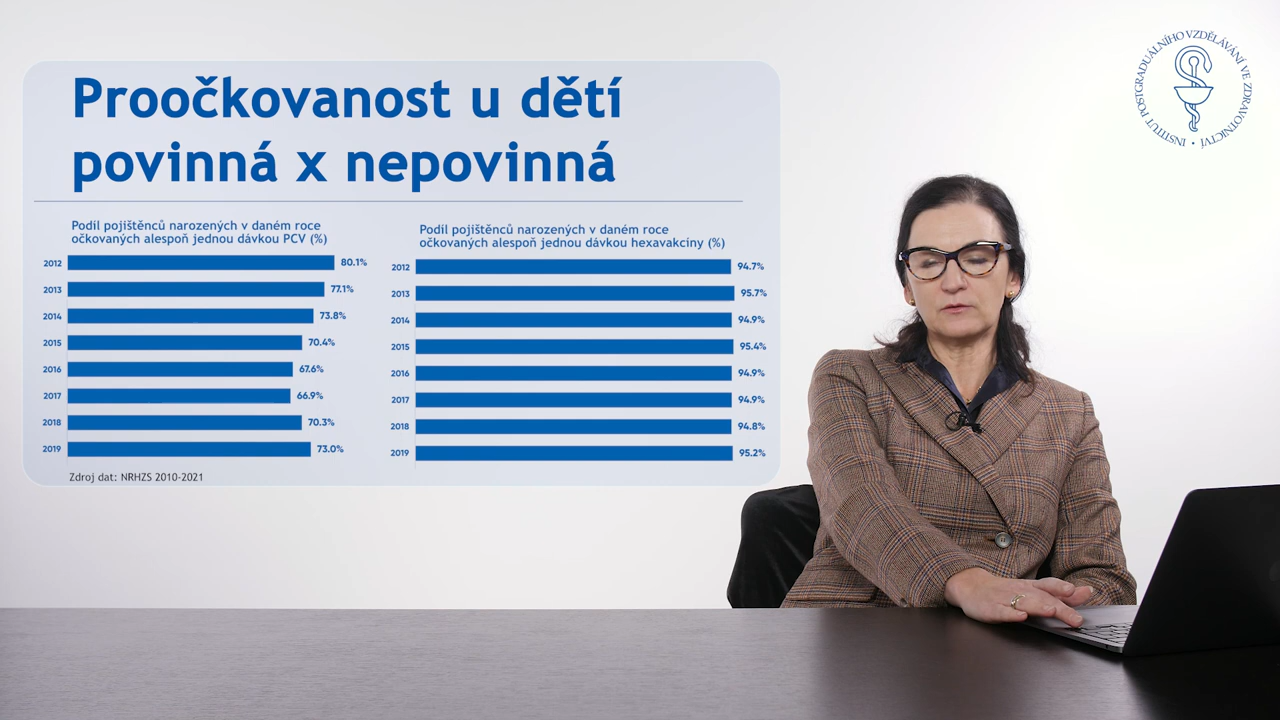 Proočkovanost u dětí
povinná x nepovinná
Podíl pojištěnců narozených v daném roce
očkovaných alespoň jednou dávkou PCV (%)
2012 80.1%
2013 77.1%
2014 73.8%
2015 70.4%
2016 67.6%
2017 66.9%
2018 70.3%
2019 73.0%
Zdroj dat: NRHZS 2010-2021
Podíl pojištěnců narozených v daném roce
očkovaných alespoň jednou dávkou hexavakcíny (%)
2012 94.7%
2013 95.7%
2014 94.9%
2015 95.4%
2016 94.9%
2017 94.9%
2018 94.8%
2019 95.2%
INSTITUT POSTGRADUÁLNÍHO VZDĚLÁVÁNÍ VE ZDRAVOTNICTVÍ •